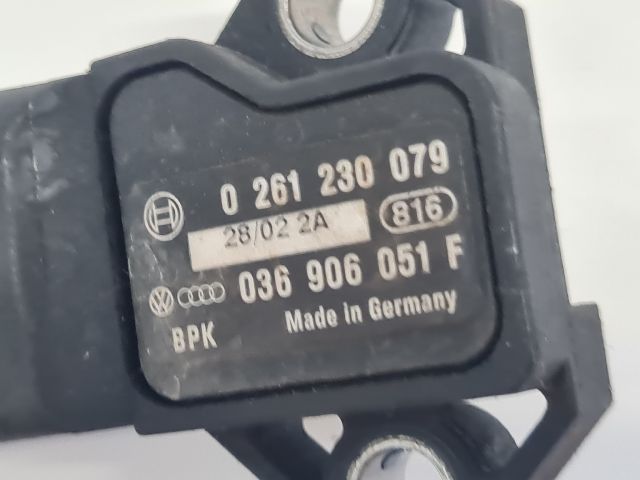 0 261 230 079
28/02 2A 816
036 906 051 F
BPK Made in Germany